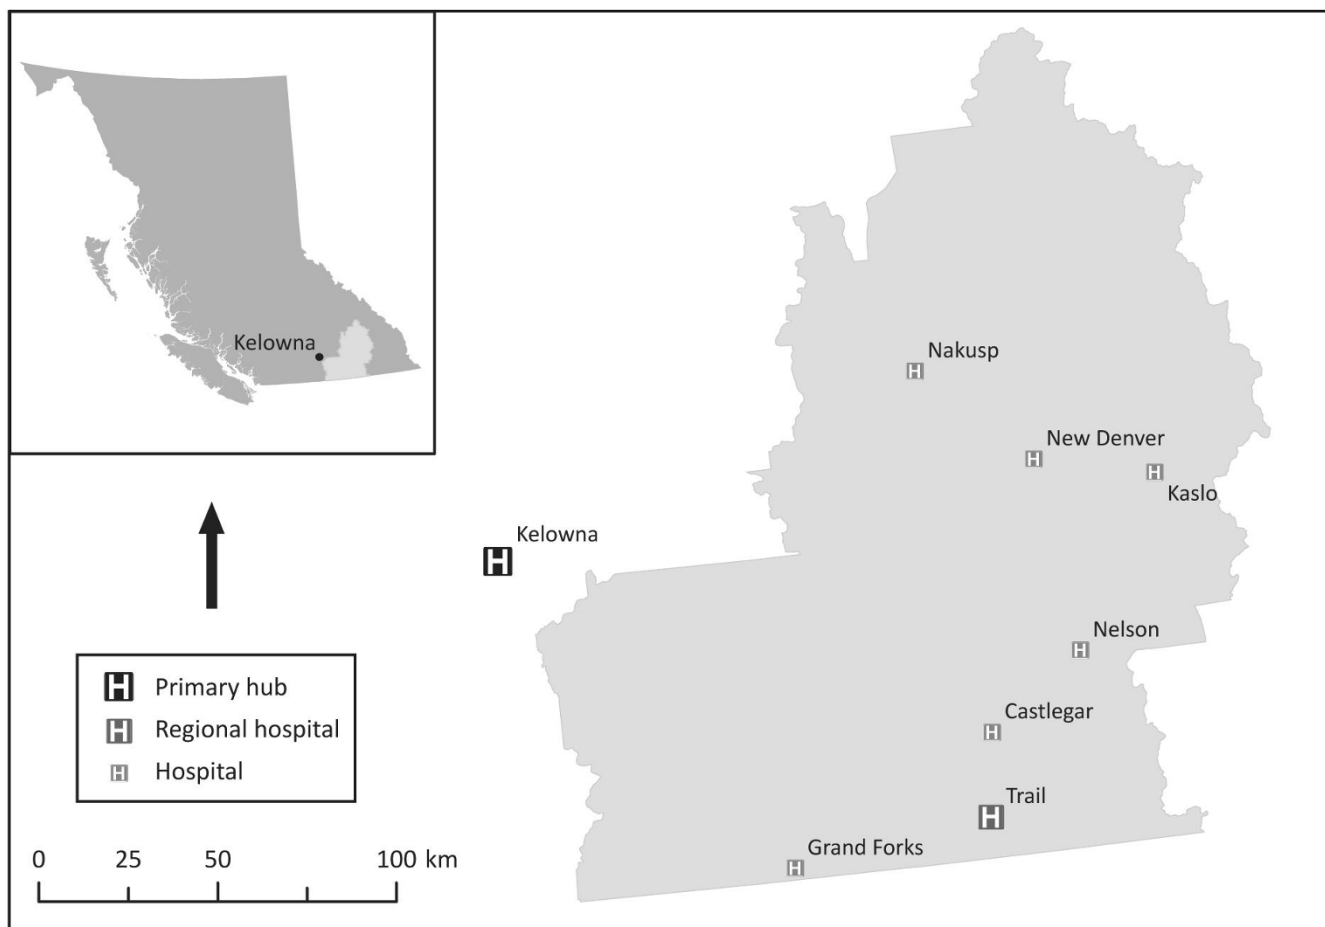 Kelowna
Nakusp
New Denver
Kaslo
Kelowna
H Primary hub
H Regional hospital
H Hospital
Nelson
Castlegar
Trail
Grand Forks
0 25 50 100 km
H
H
H
H
H
H
H
H